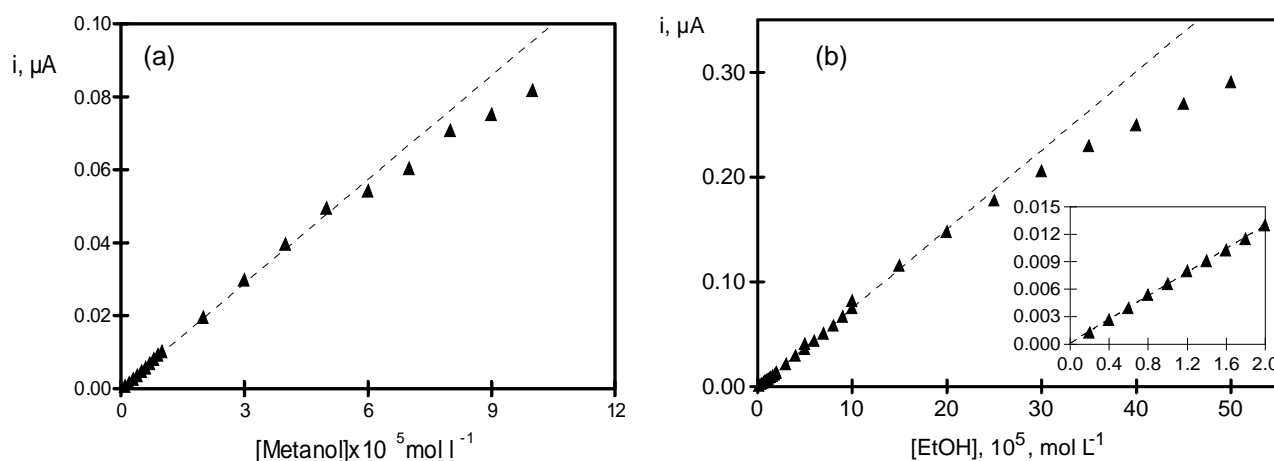 (a)
i, µA
0.10
0.08
0.06
0.04
0.02
0.00
0 3 6 9 12
[Metanol]x10 ⁵mol l ⁻¹
(b)
i, µA
0.30
0.20
0.10
0.00
0 10 20 30 40 50
[EtOH], 10⁵, mol L⁻¹
0.015
0.012
0.009
0.006
0.003
0.000
0.0 0.4 0.8 1.2 1.6 2.0